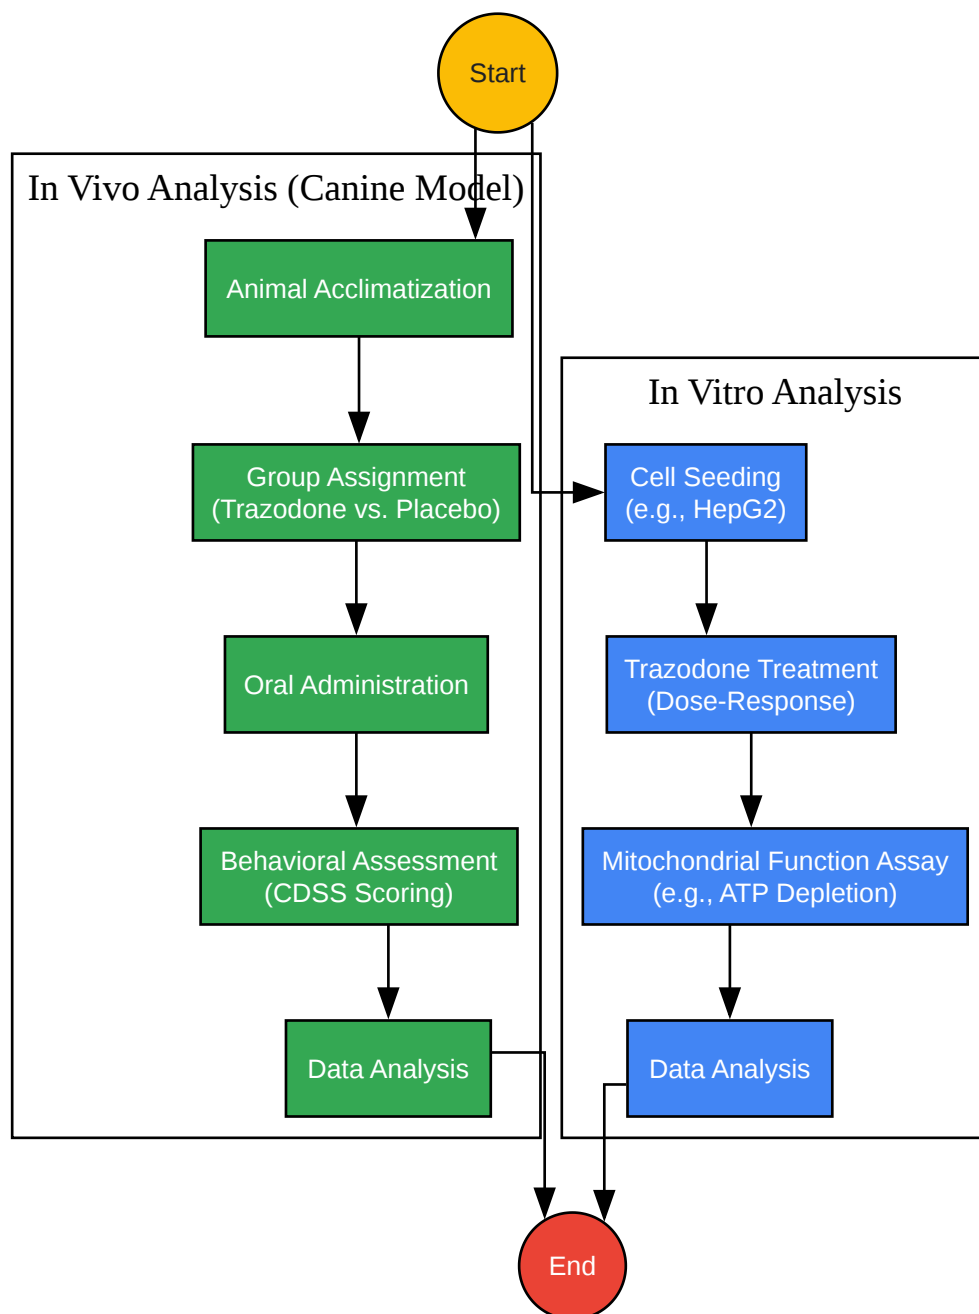 Start
In Vivo Analysis (Canine Model)
Animal Acclimatization
Group Assignment
(Trazodone vs. Placebo)
Oral Administration
Behavioral Assessment
(CDSS Scoring)
Data Analysis
In Vitro Analysis
Cell Seeding
(e.g., HepG2)
Trazodone Treatment
(Dose-Response)
Mitochondrial Function Assay
(e.g., ATP Depletion)
Data Analysis
End